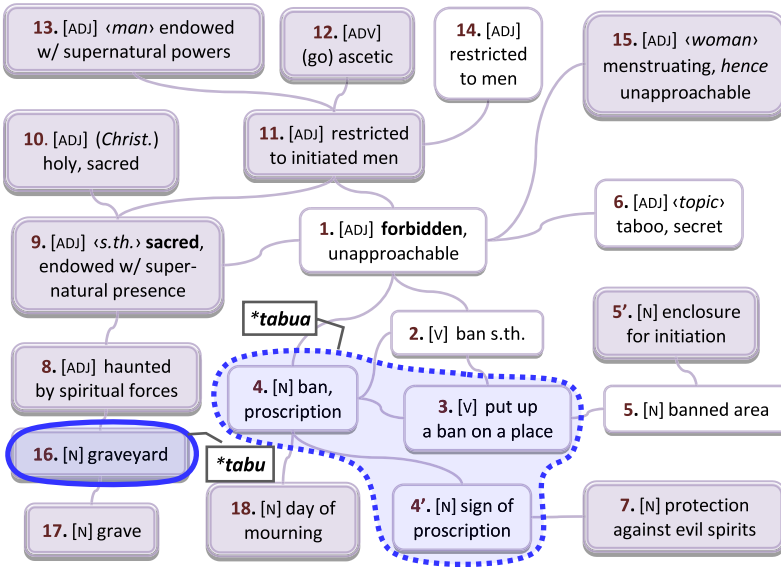 13. [ADJ] ‹man› endowed
w/ supernatural powers
12. [ADV]
(go) ascetic
14. [ADJ]
restricted
to men
15. [ADJ] ‹woman›
menstruating, hence
unapproachable
10. [ADJ] (Christ.)
holy, sacred
11. [ADJ] restricted
to initiated men
6. [ADJ] ‹topic›
taboo, secret
9. [ADJ] ‹s.th.› sacred,
endowed w/ super-
natural presence
1. [ADJ] forbidden,
unapproachable
*tabua
2. [V] ban s.th.
5’. [N] enclosure
for initiation
8. [ADJ] haunted
by spiritual forces
4. [N] ban,
proscription
3. [V] put up
a ban on a place
5. [N] banned area
16. [N] graveyard
*tabu
17. [N] grave
18. [N] day of
mourning
4’. [N] sign of
proscription
7. [N] protection
against evil spirits